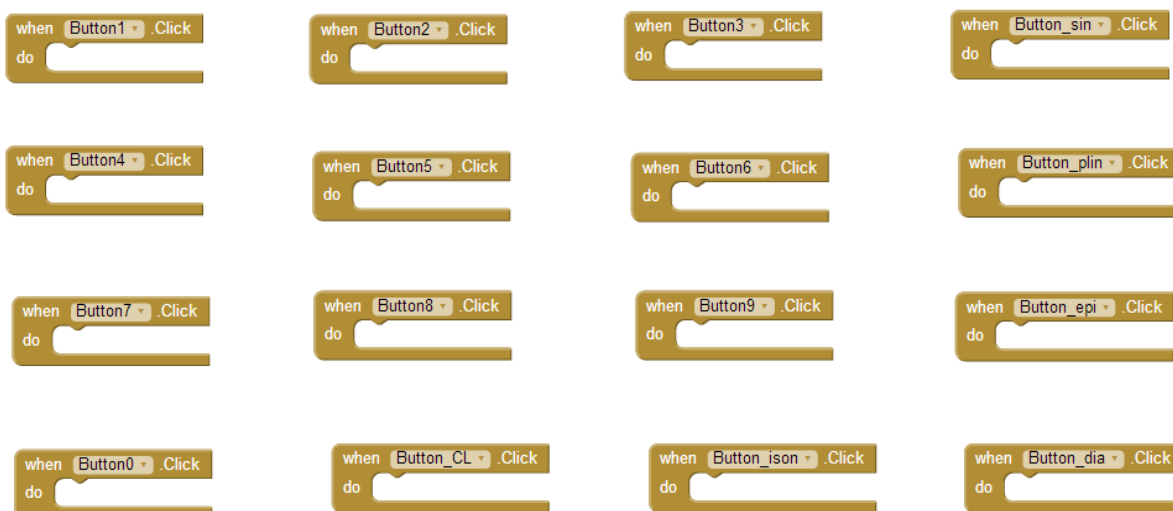 when Button1 .Click
do
when Button2 .Click
do
when Button3 .Click
do
when Button_sin .Click
do
when Button4 .Click
do
when Button5 .Click
do
when Button6 .Click
do
when Button_plin .Click
do
when Button7 .Click
do
when Button8 .Click
do
when Button9 .Click
do
when Button_epi .Click
do
when Button0 .Click
do
when Button_CL .Click
do
when Button_ison .Click
do
when Button_dia .Click
do